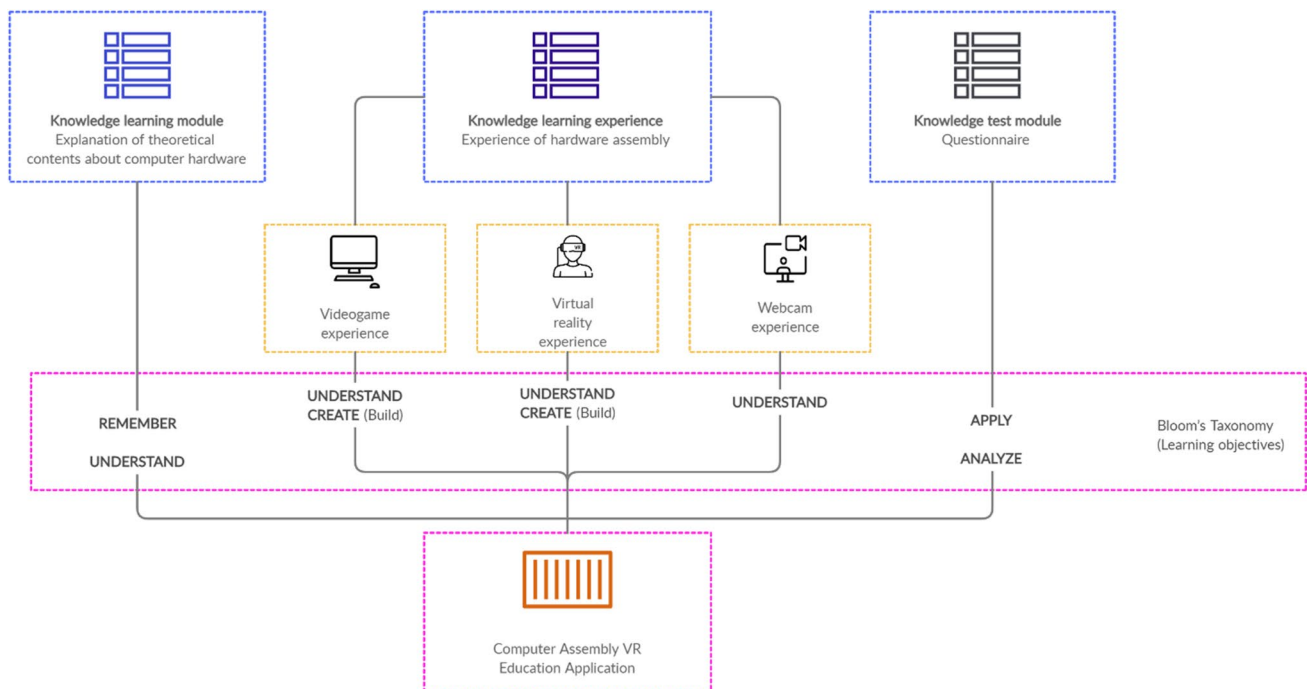 Knowledge learning module
Explanation of theoretical
contents about computer hardware
Knowledge learning experience
Experience of hardware assembly
Knowledge test module
Questionnaire
Videogame
experience
VR
Virtual
reality
experience
Webcam
experience
REMEMBER
UNDERSTAND
UNDERSTAND
CREATE (Build)
UNDERSTAND
CREATE (Build)
UNDERSTAND
APPLY
ANALYZE
Bloom's Taxonomy
(Learning objectives)
Computer Assembly VR
Education Application